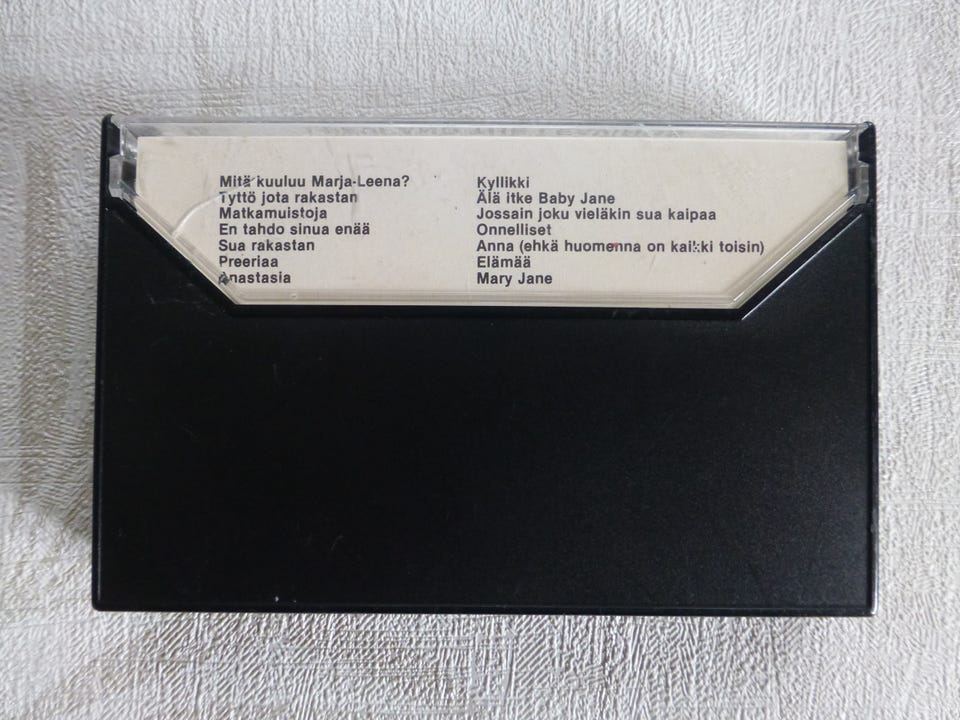 Mitä kuuluu Marja-Leena?
Tyttö jota rakastan
Matkamuistoja
En tahdo sinua enää
Sua rakastan
Preeriaa
Anastasia
Kyllikki
Älä itke Baby Jane
Jossain joku vieläkin sua kaipaa
Onnelliset
Anna (ehkä huomenna on kaikki toisin)
Elämää
Mary Jane